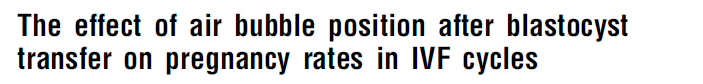 The effect of air bubble position after blastocyst
transfer on pregnancy rates in IVF cycles